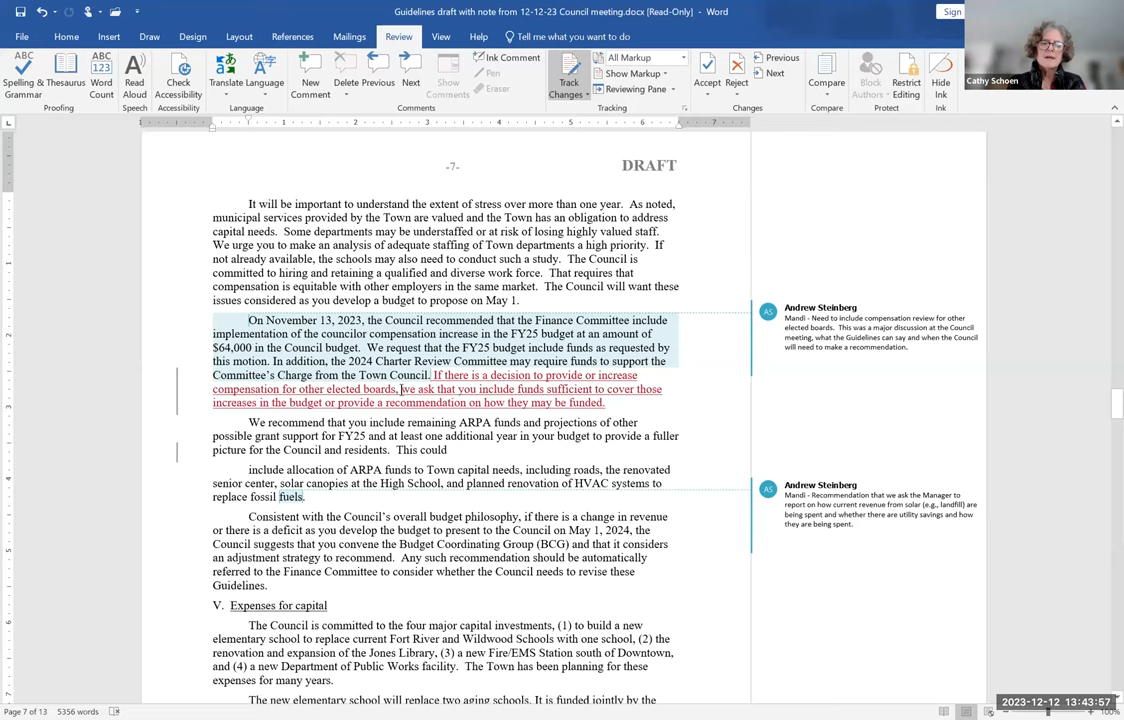 Guidelines draft with note from 12-12-23 Council meeting.docx [Read-Only] - Word
Sign
File Home Insert Draw Design Layout References Mailings Review View Help Tell me what you want to do
Spelling & Grammar
Thesaurus
Word Count
Read Aloud
Check Accessibility
Translate
Language
New Comment
Delete
Previous
Next
Show Comments
Ink Comment
Pen
Eraser
Track Changes
All Markup
Show Markup
Reviewing Pane
Accept
Reject
Previous
Next
Compare
Block Authors
Restrict Editing
Hide Ink
Proofing Speech Accessibility Language Comments Tracking Changes Compare Protect Ink
Cathy Schoen
-7- DRAFT
It will be important to understand the extent of stress over more than one year. As noted,
municipal services provided by the Town are valued and the Town has an obligation to address
capital needs. Some departments may be understaffed or at risk of losing highly valued staff.
We urge you to make an analysis of adequate staffing of Town departments a high priority. If
not already available, the schools may also need to conduct such a study. The Council is
committed to hiring and retaining a qualified and diverse work force. That requires that
compensation is equitable with other employers in the same market. The Council will want these
issues considered as you develop a budget to propose on May 1.
On November 13, 2023, the Council recommended that the Finance Committee include
implementation of the councilor compensation increase in the FY25 budget at an amount of
$64,000 in the Council budget. We request that the FY25 budget include funds as requested by
this motion. In addition, the 2024 Charter Review Committee may require funds to support the
Committee's Charge from the Town Council. If there is a decision to provide or increase
compensation for other elected boards, we ask that you include funds sufficient to cover those
increases in the budget or provide a recommendation on how they may be funded.
We recommend that you include remaining ARPA funds and projections of other
possible grant support for FY25 and at least one additional year in your budget to provide a fuller
picture for the Council and residents. This could
include allocation of ARPA funds to Town capital needs, including roads, the renovated
senior center, solar canopies at the High School, and planned renovation of HVAC systems to
replace fossil fuels.
Consistent with the Council's overall budget philosophy, if there is a change in revenue
or there is a deficit as you develop the budget to present to the Council on May 1, 2024, the
Council suggests that you convene the Budget Coordinating Group (BCG) and that it considers
an adjustment strategy to recommend. Any such recommendation should be automatically
referred to the Finance Committee to consider whether the Council needs to revise these
Guidelines.
V. Expenses for capital
The Council is committed to the four major capital investments, (1) to build a new
elementary school to replace current Fort River and Wildwood Schools with one school, (2) the
renovation and expansion of the Jones Library, (3) a new Fire/EMS Station south of Downtown,
and (4) a new Department of Public Works facility. The Town has been planning for these
expenses for many years.
The new elementary school will replace two aging schools. It is funded jointly by the
AS Andrew Steinberg
Mandi - Need to include compensation review for other
elected boards. This was a major discussion at the Council
meeting, what the Guidelines can say and when the Council
will need to make a recommendation.
AS Andrew Steinberg
Mandi - Recommendation that we ask the Manager to
report on how current revenue from solar (e.g., landfill) are
being spent and whether there are utility savings and how
they are being spent.
Page 7 of 13 5356 words
2023-12-12 13:43:57
100%